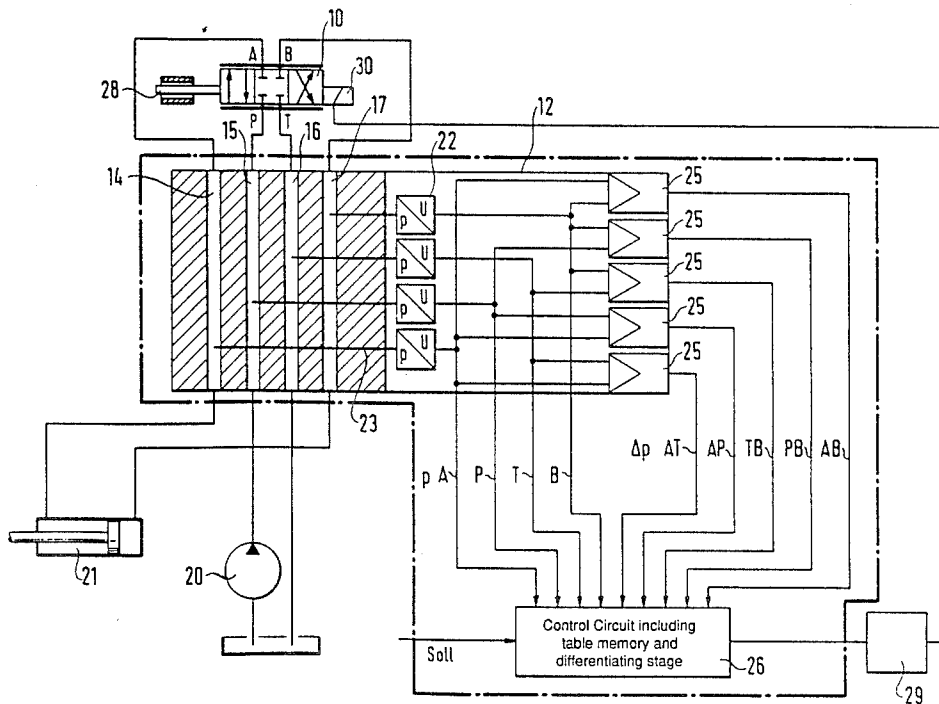 10
A B
30
28
P T
17
12
15
16
14
22
25
p U
25
p U
25
p U
25
p U
25
23
Δp AT AP TB PB AB
p A P T B
21
20
Control Circuit including
table memory and
differentiating stage
26
Soll
29